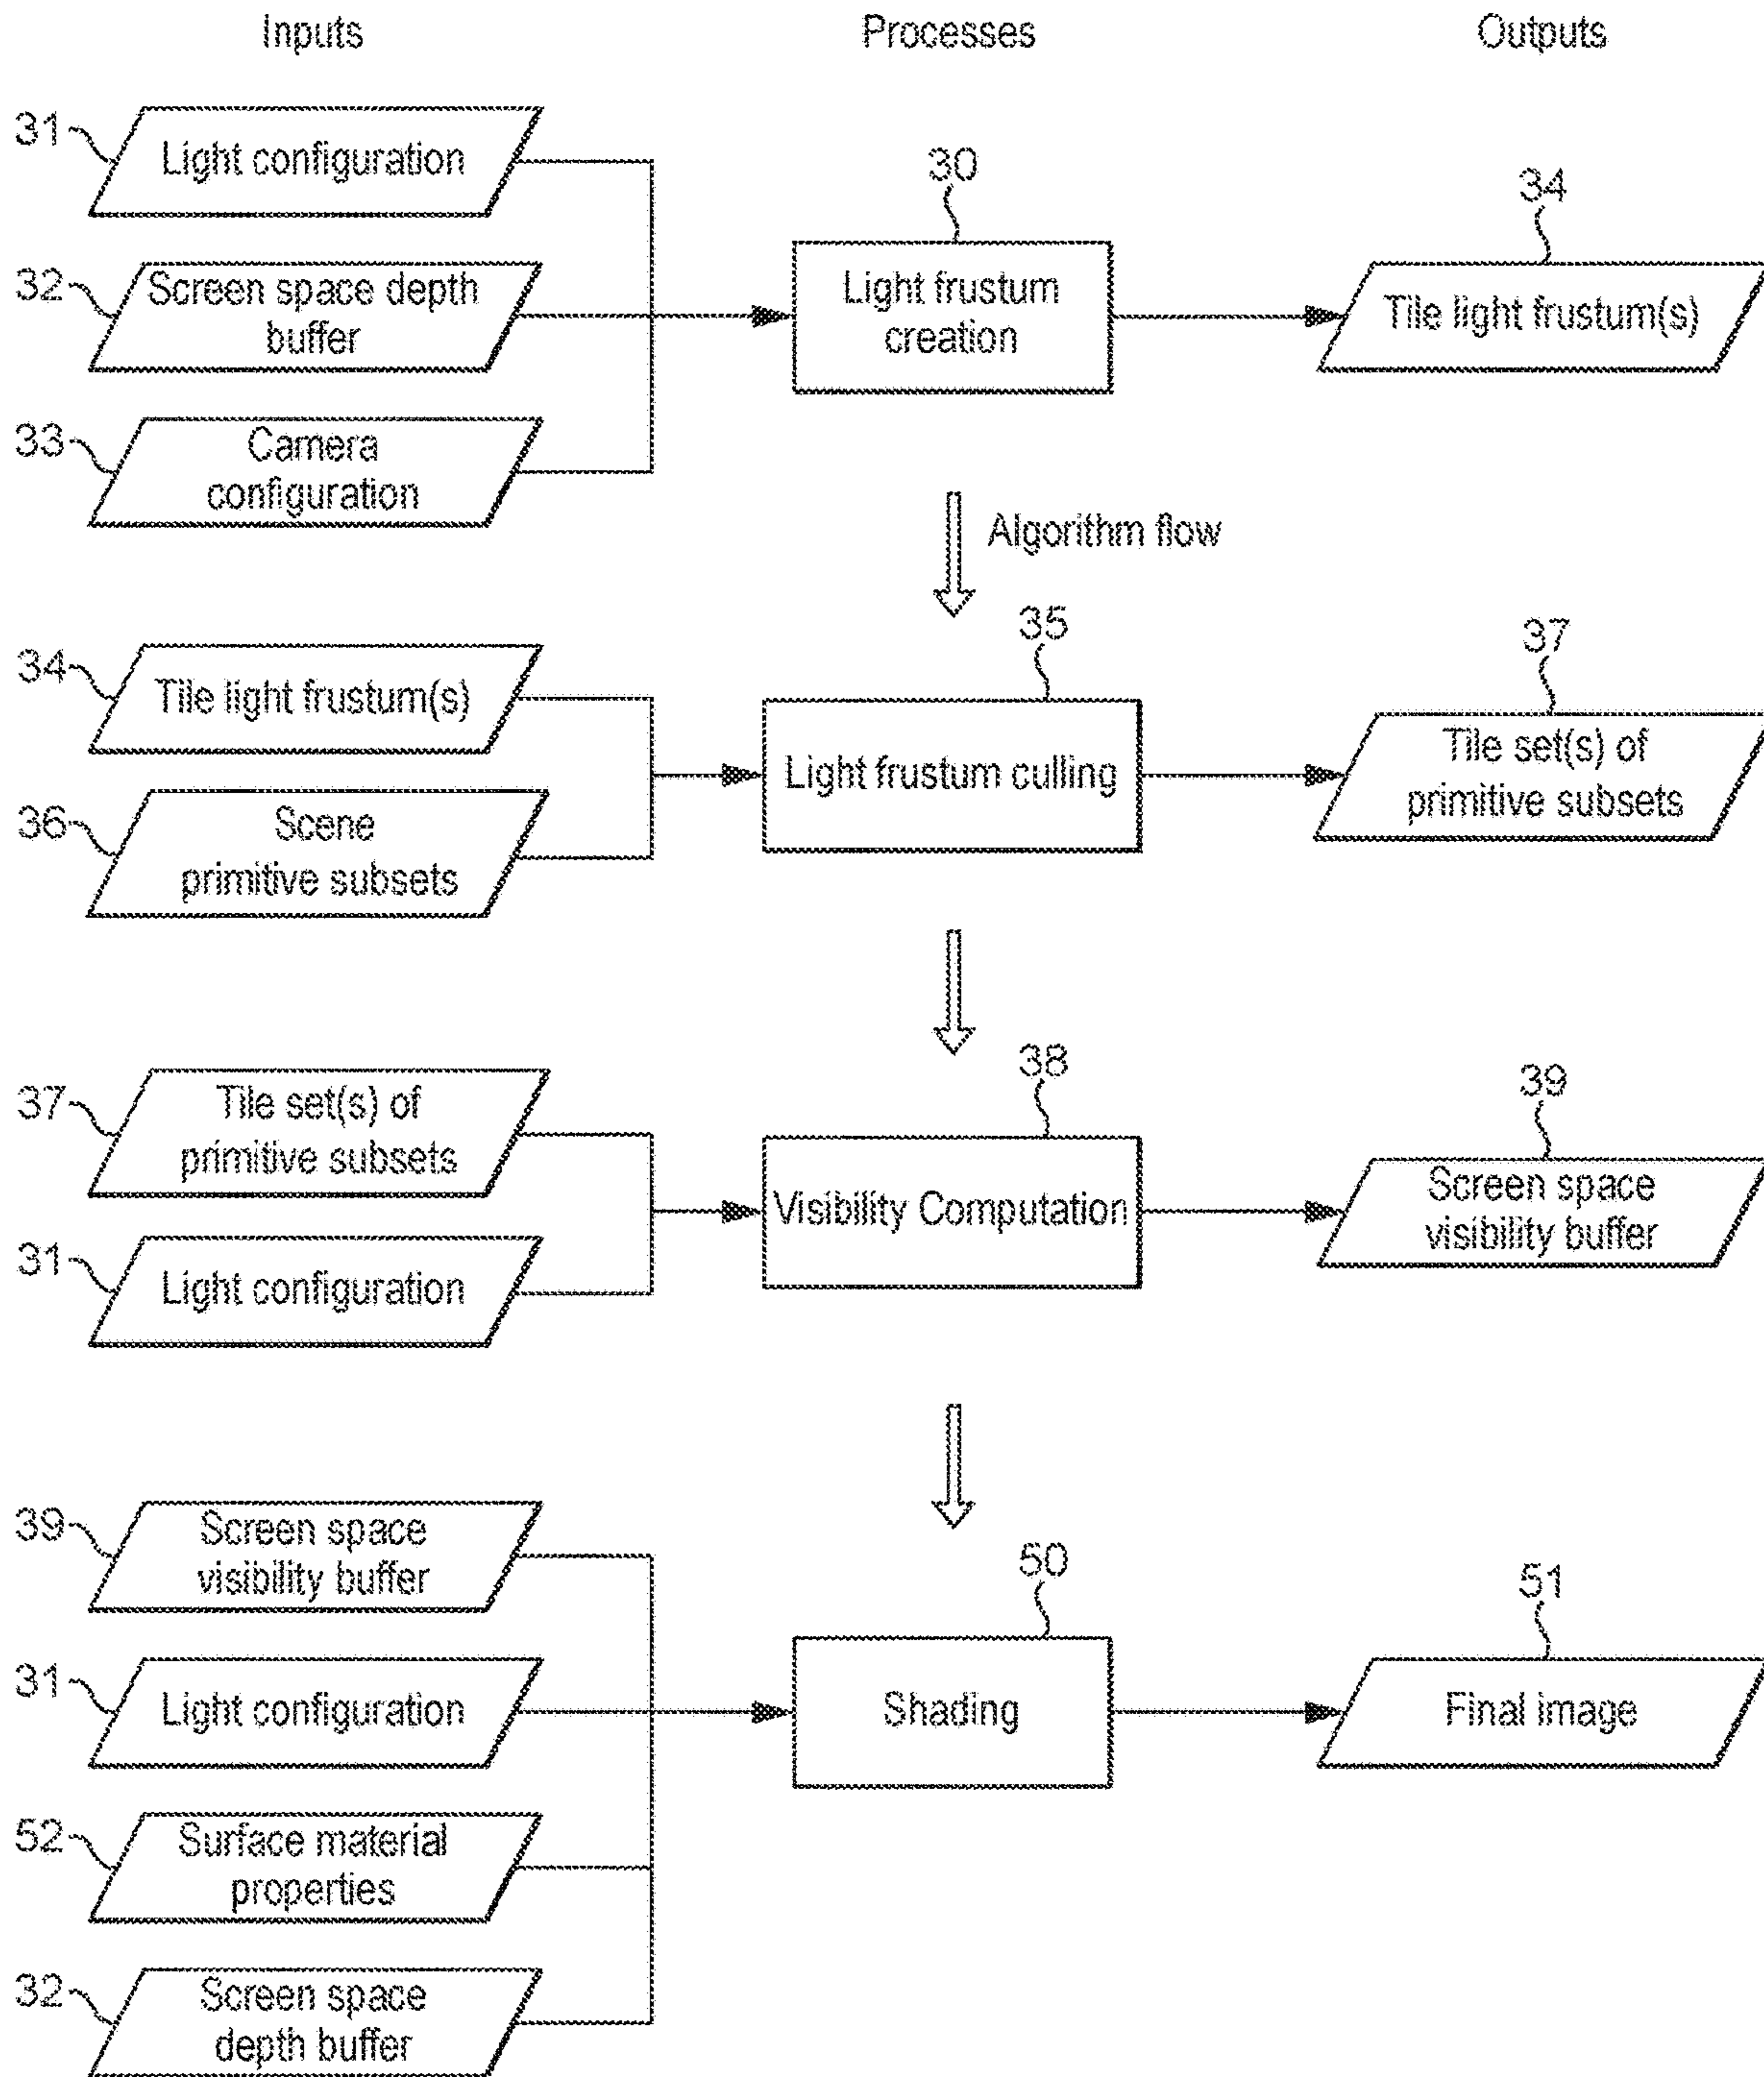 Inputs
Processes
Outputs
31
Light configuration
32
Screen space depth
buffer
33
Camera
configuration
30
Light frustum
creation
34
Tile light frustum(s)
Algorithm flow
34
Tile light frustum(s)
36
Scene
primitive subsets
35
Light frustum culling
37
Tile set(s) of
primitive subsets
37
Tile set(s) of
primitive subsets
31
Light configuration
38
Visibility Computation
39
Screen space
visibility buffer
39
Screen space
visibility buffer
31
Light configuration
52
Surface material
properties
32
Screen space
depth buffer
50
Shading
51
Final image